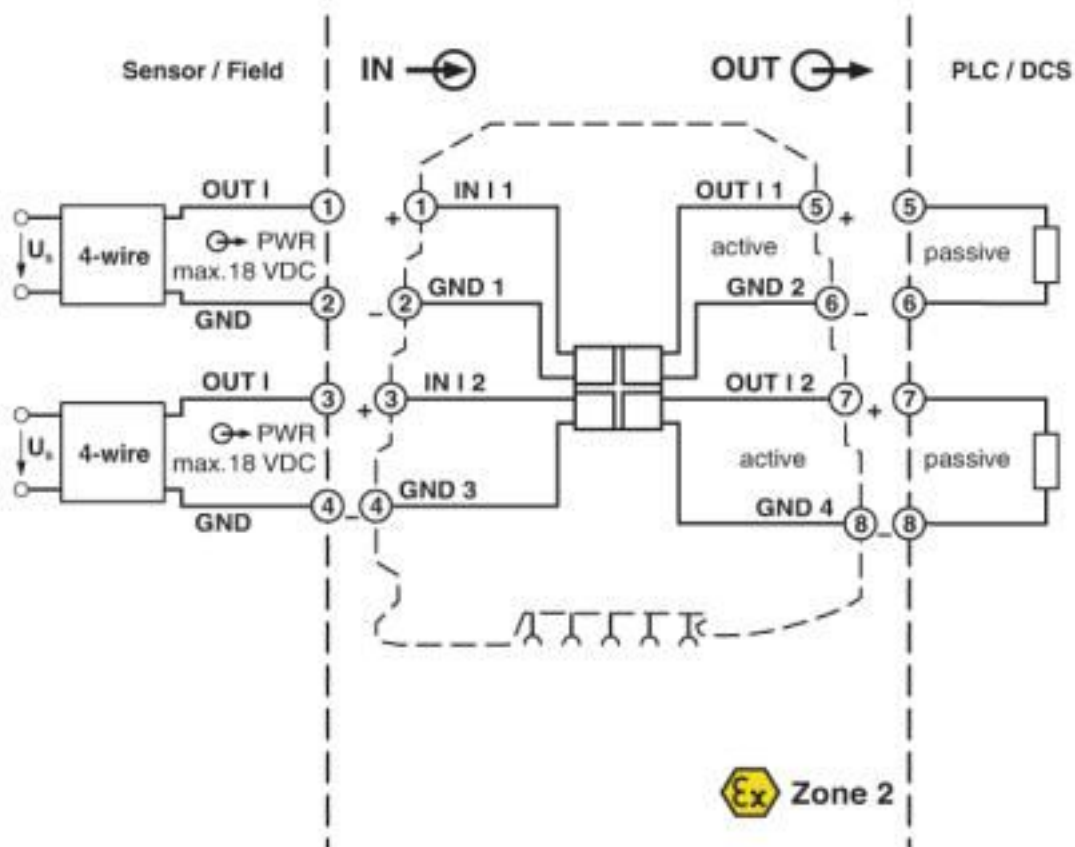 Sensor / Field
IN
OUT
PLC / DCS
OUT I
1
+
1
IN I 1
OUT I 1
5
+
5
Us
4-wire
PWR
max. 18 VDC
active
passive
2
-
2
GND 1
GND 2
6
-
6
GND
OUT I
3
+
3
IN I 2
OUT I 2
7
+
7
Us
4-wire
PWR
max. 18 VDC
active
passive
4
-
4
GND 3
GND 4
8
-
8
GND
Ex Zone 2